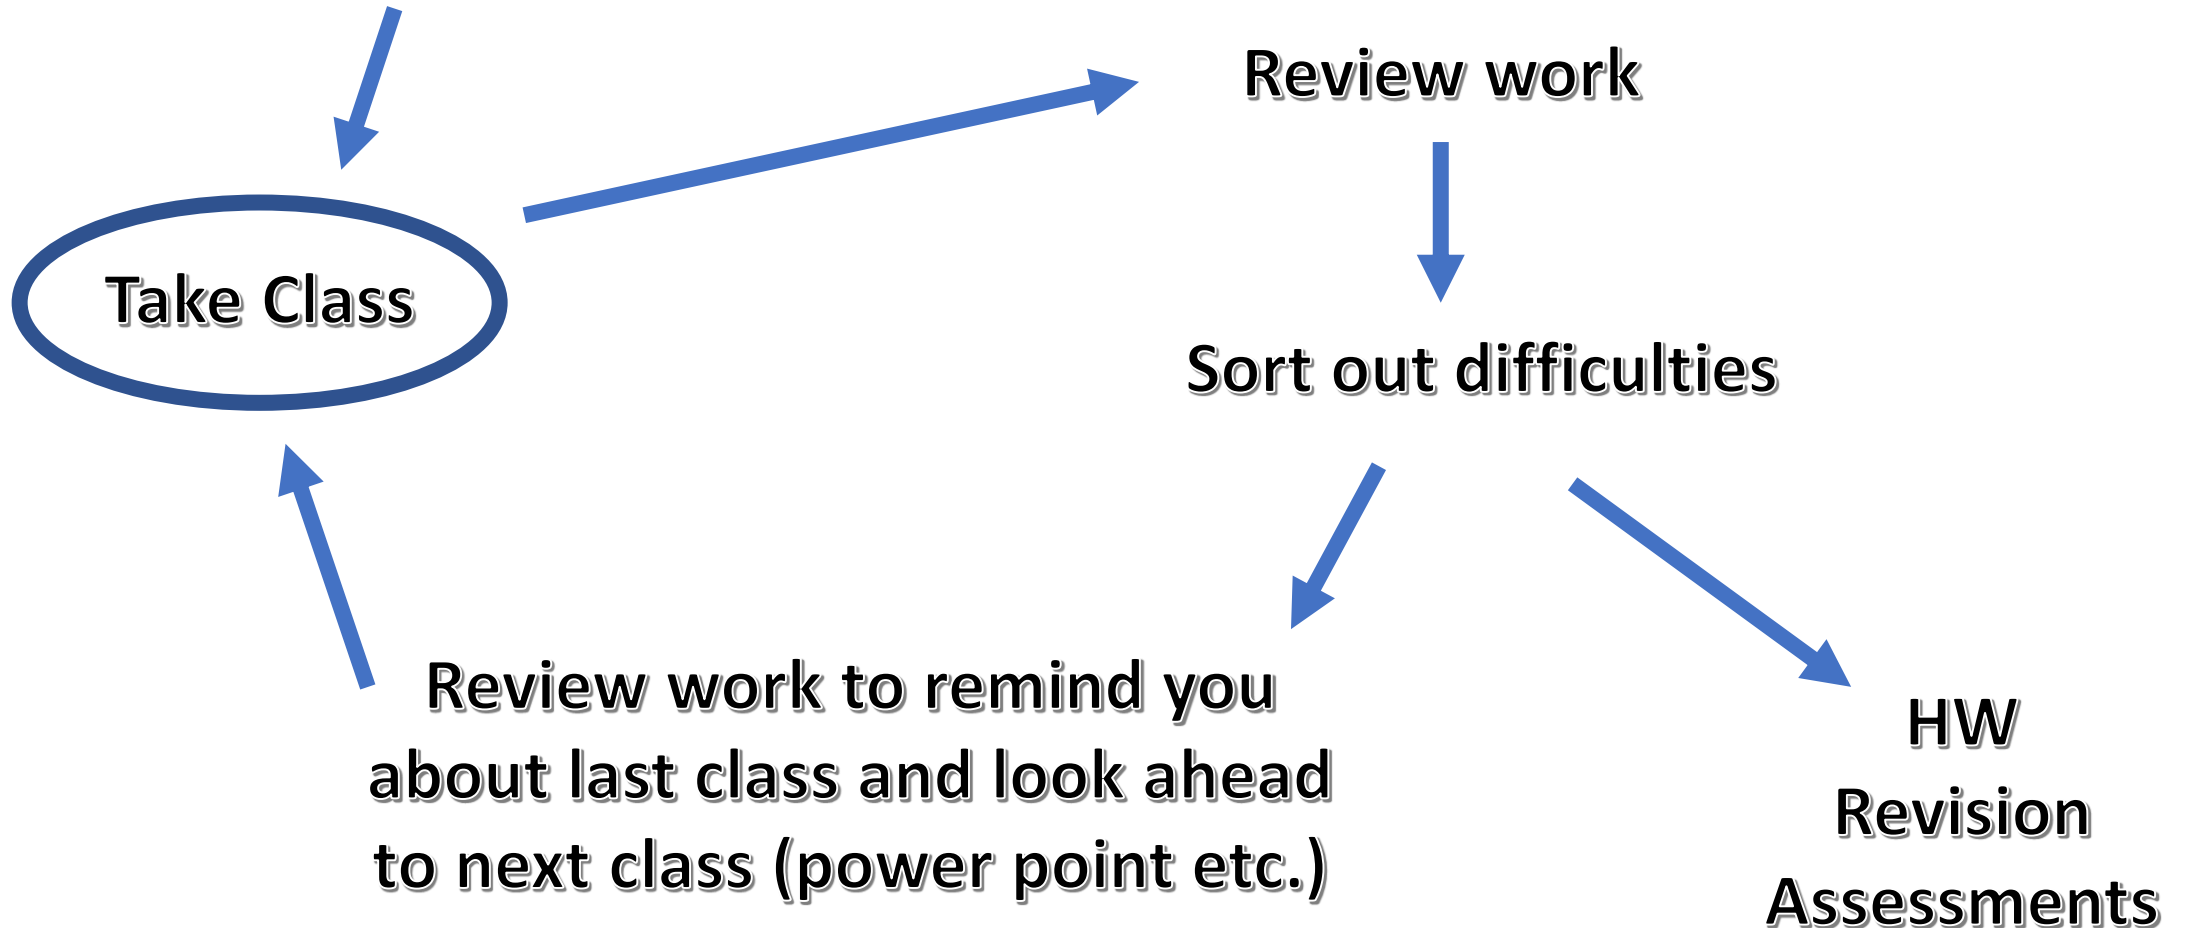 Review work
Take Class
Sort out difficulties
Review work to remind you
about last class and look ahead
to next class (power point etc.)
HW
Revision
Assessments